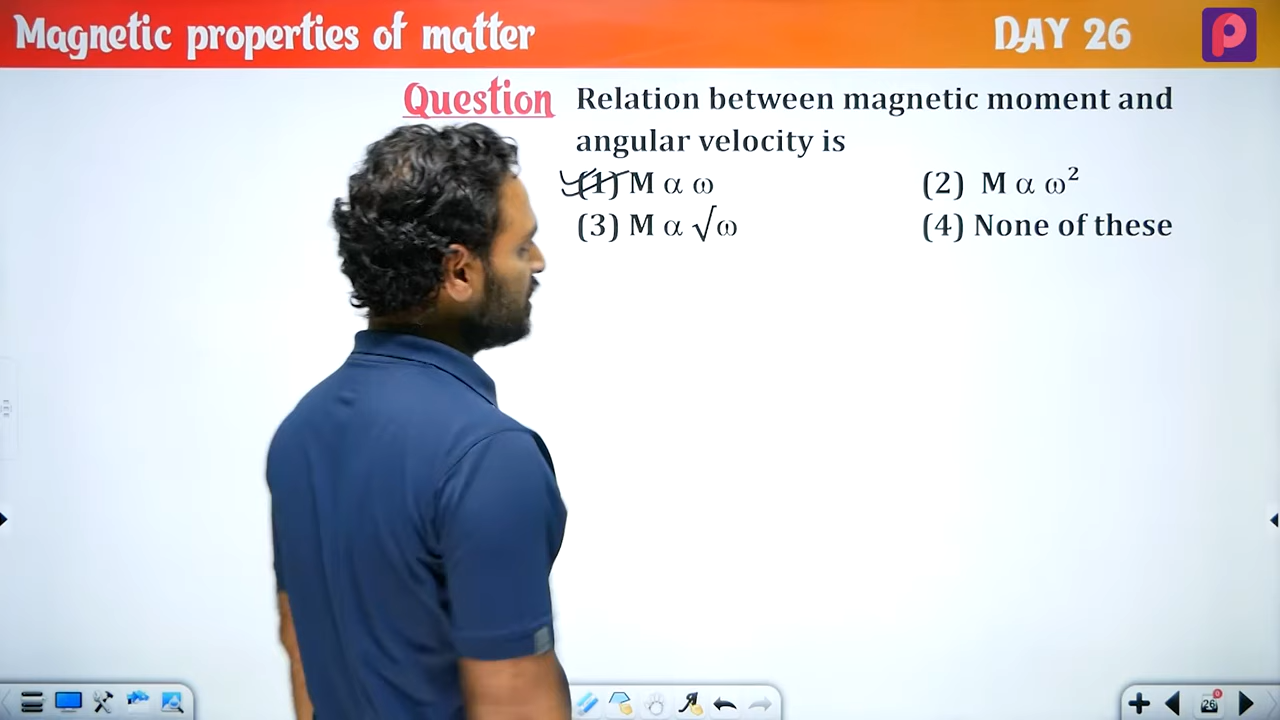 Magnetic properties of matter
DAY 26
Question Relation between magnetic moment and
angular velocity is
(1) M α ω
(2) M α ω²
(3) M α √ω
(4) None of these
26